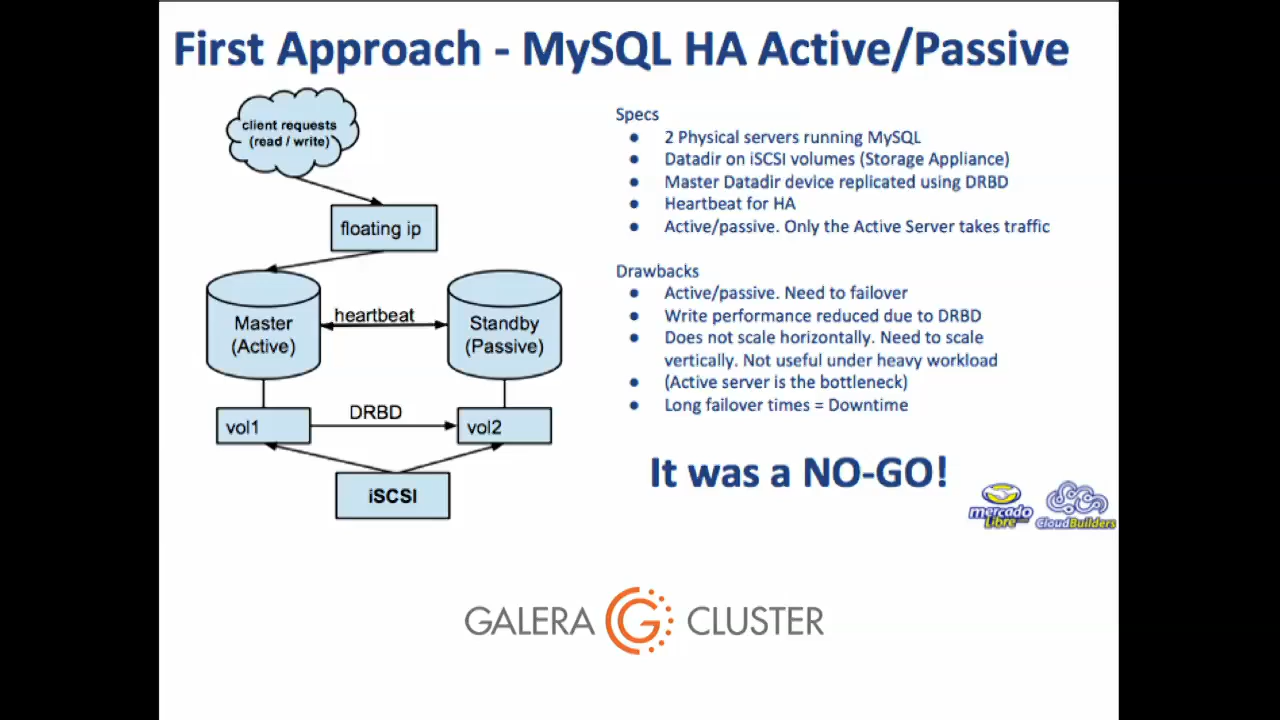 First Approach - MySQL HA Active/Passive
client requests
(read / write)
floating ip
Master
(Active)
heartbeat
Standby
(Passive)
vol1
DRBD
vol2
iSCSI
Specs
● 2 Physical servers running MySQL
● Datadir on iSCSI volumes (Storage Appliance)
● Master Datadir device replicated using DRBD
● Heartbeat for HA
● Active/passive. Only the Active Server takes traffic
Drawbacks
● Active/passive. Need to failover
● Write performance reduced due to DRBD
● Does not scale horizontally. Need to scale
vertically. Not useful under heavy workload
● (Active server is the bottleneck)
● Long failover times = Downtime
It was a NO-GO!
mercado
libre
CloudBuilders
GALERA CLUSTER